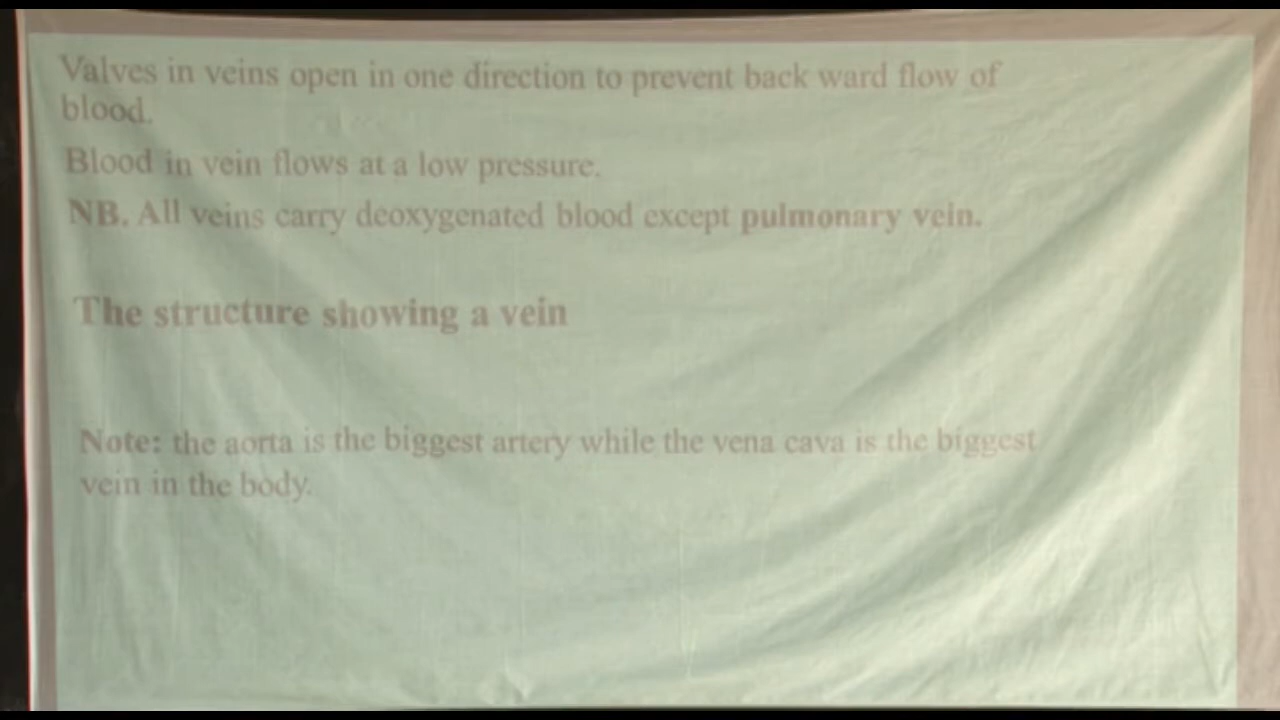 Valves in veins open in one direction to prevent back ward flow of
blood.
Blood in vein flows at a low pressure.
NB. All veins carry deoxygenated blood except pulmonary vein.
The structure showing a vein
Note: the aorta is the biggest artery while the vena cava is the biggest
vein in the body.